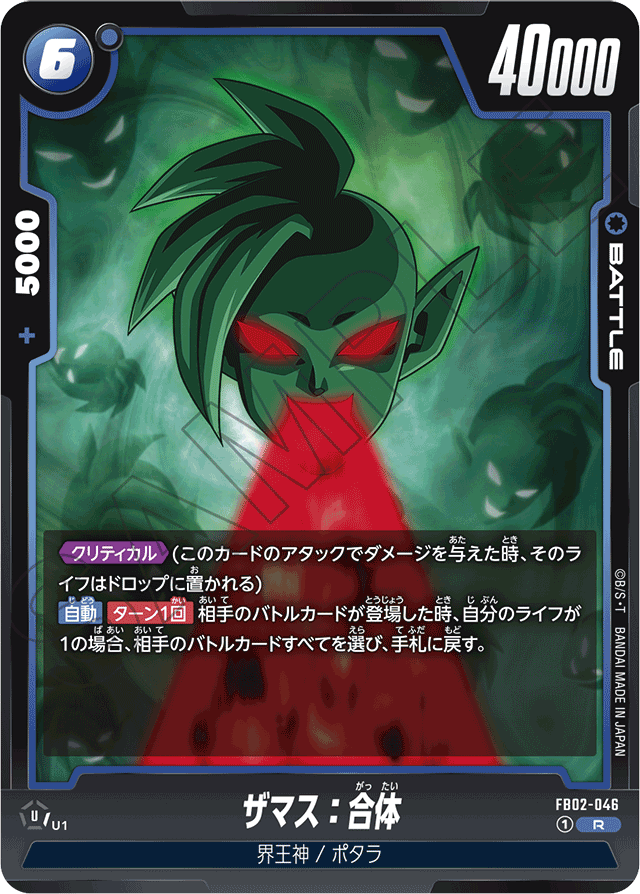 6
40000
+ 5000
BATTLE
SAMPLE
クリティカル (このカードのアタックでダメージを与えた時、そのラ
イフはドロップに置かれる)
自動 ターン1回 相手のバトルカードが登場した時、自分のライフが
1の場合、相手のバトルカードすべてを選び、手札に戻す。
©B/S・T BANDAI MADE IN JAPAN
ザマス：合体
FB02-046
U U1
1 R
界王神 / ポタラ